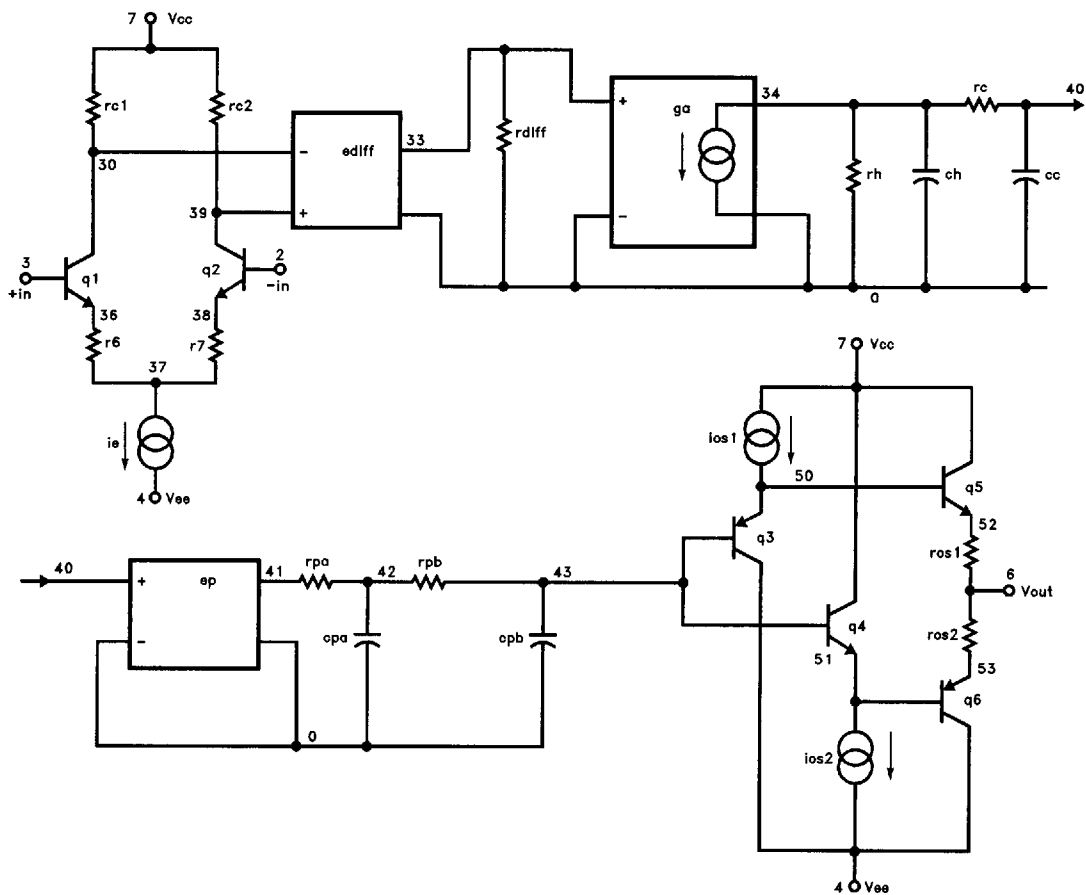 7 Vcc
rc1 rc2
30
ediff
-
+
39
33
rdiff
ga
+
-
34
rh
ch
rc
cc
40
0
3
+in
q1
q2
2
-in
36 38
r6 r7
37
ie
4 Vee
7 Vcc
ios1
50
q5
q3
52
ros1
6
Vout
ros2
q4
51
53
q6
ios2
4 Vee
40
+
-
ep
41
rpa
42
rpb
43
cpa
cpb
0